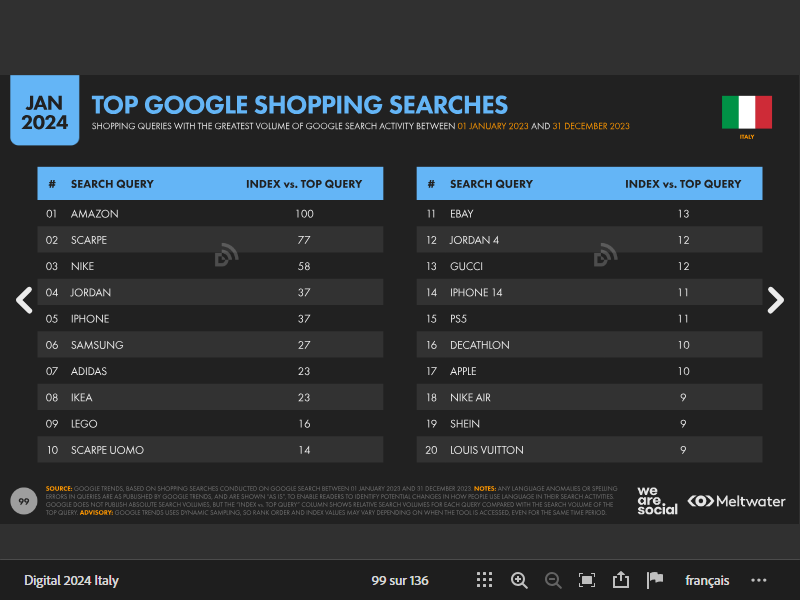 JAN
2024
TOP GOOGLE SHOPPING SEARCHES
SHOPPING QUERIES WITH THE GREATEST VOLUME OF GOOGLE SEARCH ACTIVITY BETWEEN 01 JANUARY 2023 AND 31 DECEMBER 2023
ITALY
# SEARCH QUERY INDEX vs. TOP QUERY
01 AMAZON 100
02 SCARPE 77
03 NIKE 58
04 JORDAN 37
05 IPHONE 37
06 SAMSUNG 27
07 ADIDAS 23
08 IKEA 23
09 LEGO 16
10 SCARPE UOMO 14
# SEARCH QUERY INDEX vs. TOP QUERY
11 EBAY 13
12 JORDAN 4 12
13 GUCCI 12
14 IPHONE 14 11
15 PS5 11
16 DECATHLON 10
17 APPLE 10
18 NIKE AIR 9
19 SHEIN 9
20 LOUIS VUITTON 9
99
SOURCE: GOOGLE TRENDS, BASED ON SHOPPING SEARCHES CONDUCTED ON GOOGLE SEARCH BETWEEN 01 JANUARY 2023 AND 31 DECEMBER 2023. NOTES: ANY LANGUAGE ANOMALIES OR SPELLING
ERRORS IN QUERIES ARE AS PUBLISHED BY GOOGLE TRENDS, AND ARE SHOWN "AS IS", TO ENABLE READERS TO IDENTIFY POTENTIAL CHANGES IN HOW PEOPLE USE LANGUAGE IN THEIR SEARCH ACTIVITIES.
GOOGLE DOES NOT PUBLISH ABSOLUTE SEARCH VOLUMES, BUT THE "INDEX vs. TOP QUERY" COLUMN SHOWS RELATIVE SEARCH VOLUMES FOR EACH QUERY COMPARED WITH THE SEARCH VOLUME OF THE
TOP QUERY. ADVISORY: GOOGLE TRENDS USES DYNAMIC SAMPLING, SO RANK ORDER AND INDEX VALUES MAY VARY DEPENDING ON WHEN THE TOOL IS ACCESSED, EVEN FOR THE SAME TIME PERIOD.
we
are.
social
Meltwater
Digital 2024 Italy
99 sur 136
français